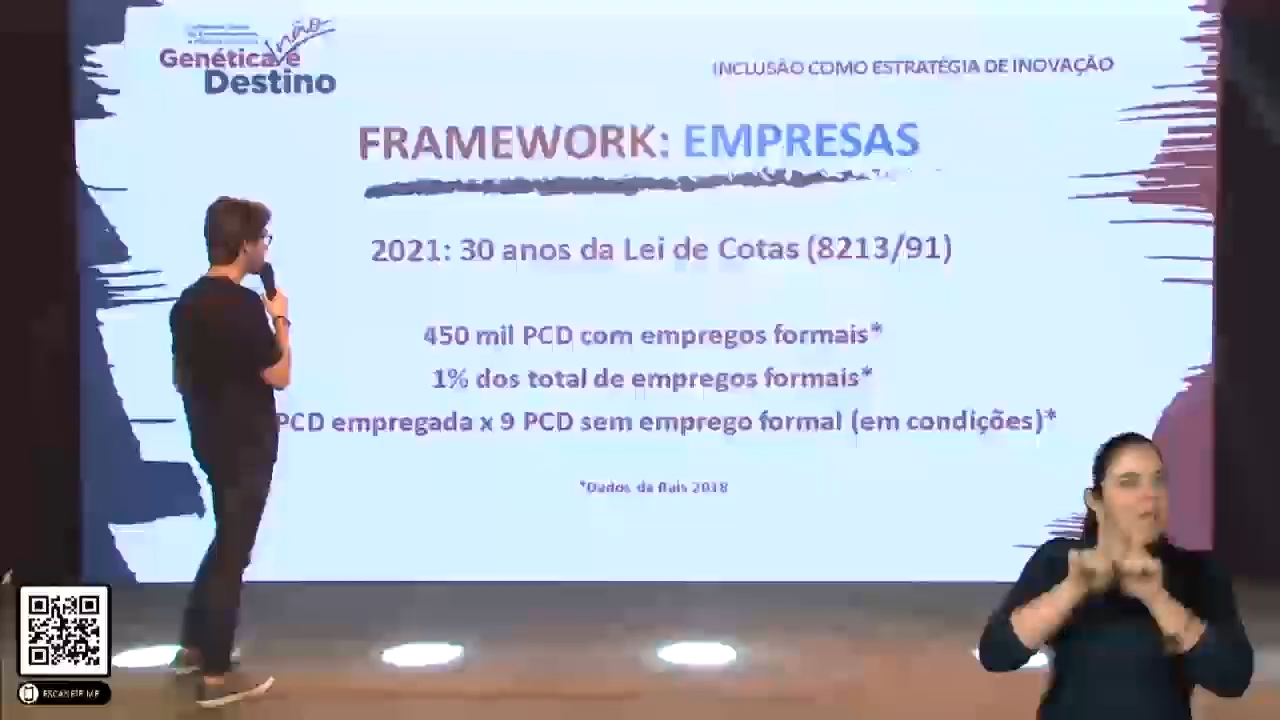 não
Genética é
Destino
INCLUSÃO COMO ESTRATÉGIA DE INOVAÇÃO
FRAMEWORK: EMPRESAS
2021: 30 anos da Lei de Cotas (8213/91)
450 mil PCD com empregos formais*
1% dos total de empregos formais*
PCD empregada x 9 PCD sem emprego formal (em condições)*
*Dados da Rais 2018
ESCANEIE-ME